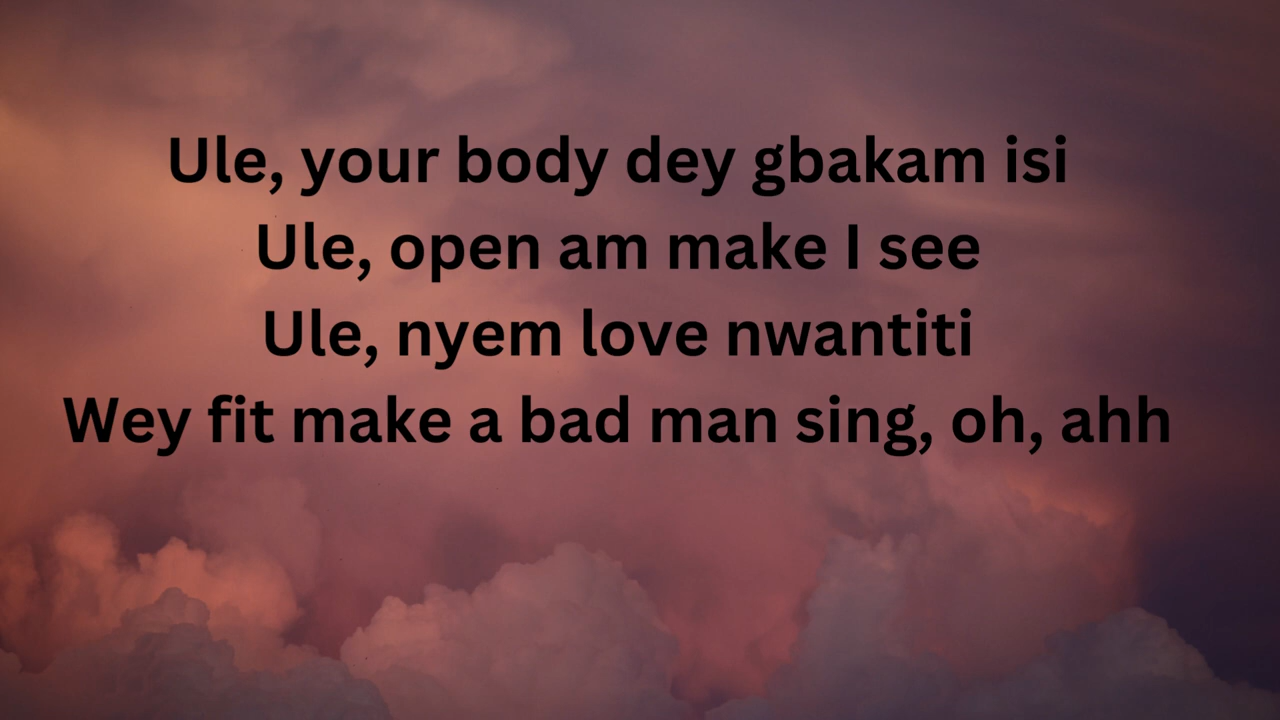 Ule, your body dey gbakam isi
Ule, open am make I see
Ule, nyem love nwantiti
Wey fit make a bad man sing, oh, ahh